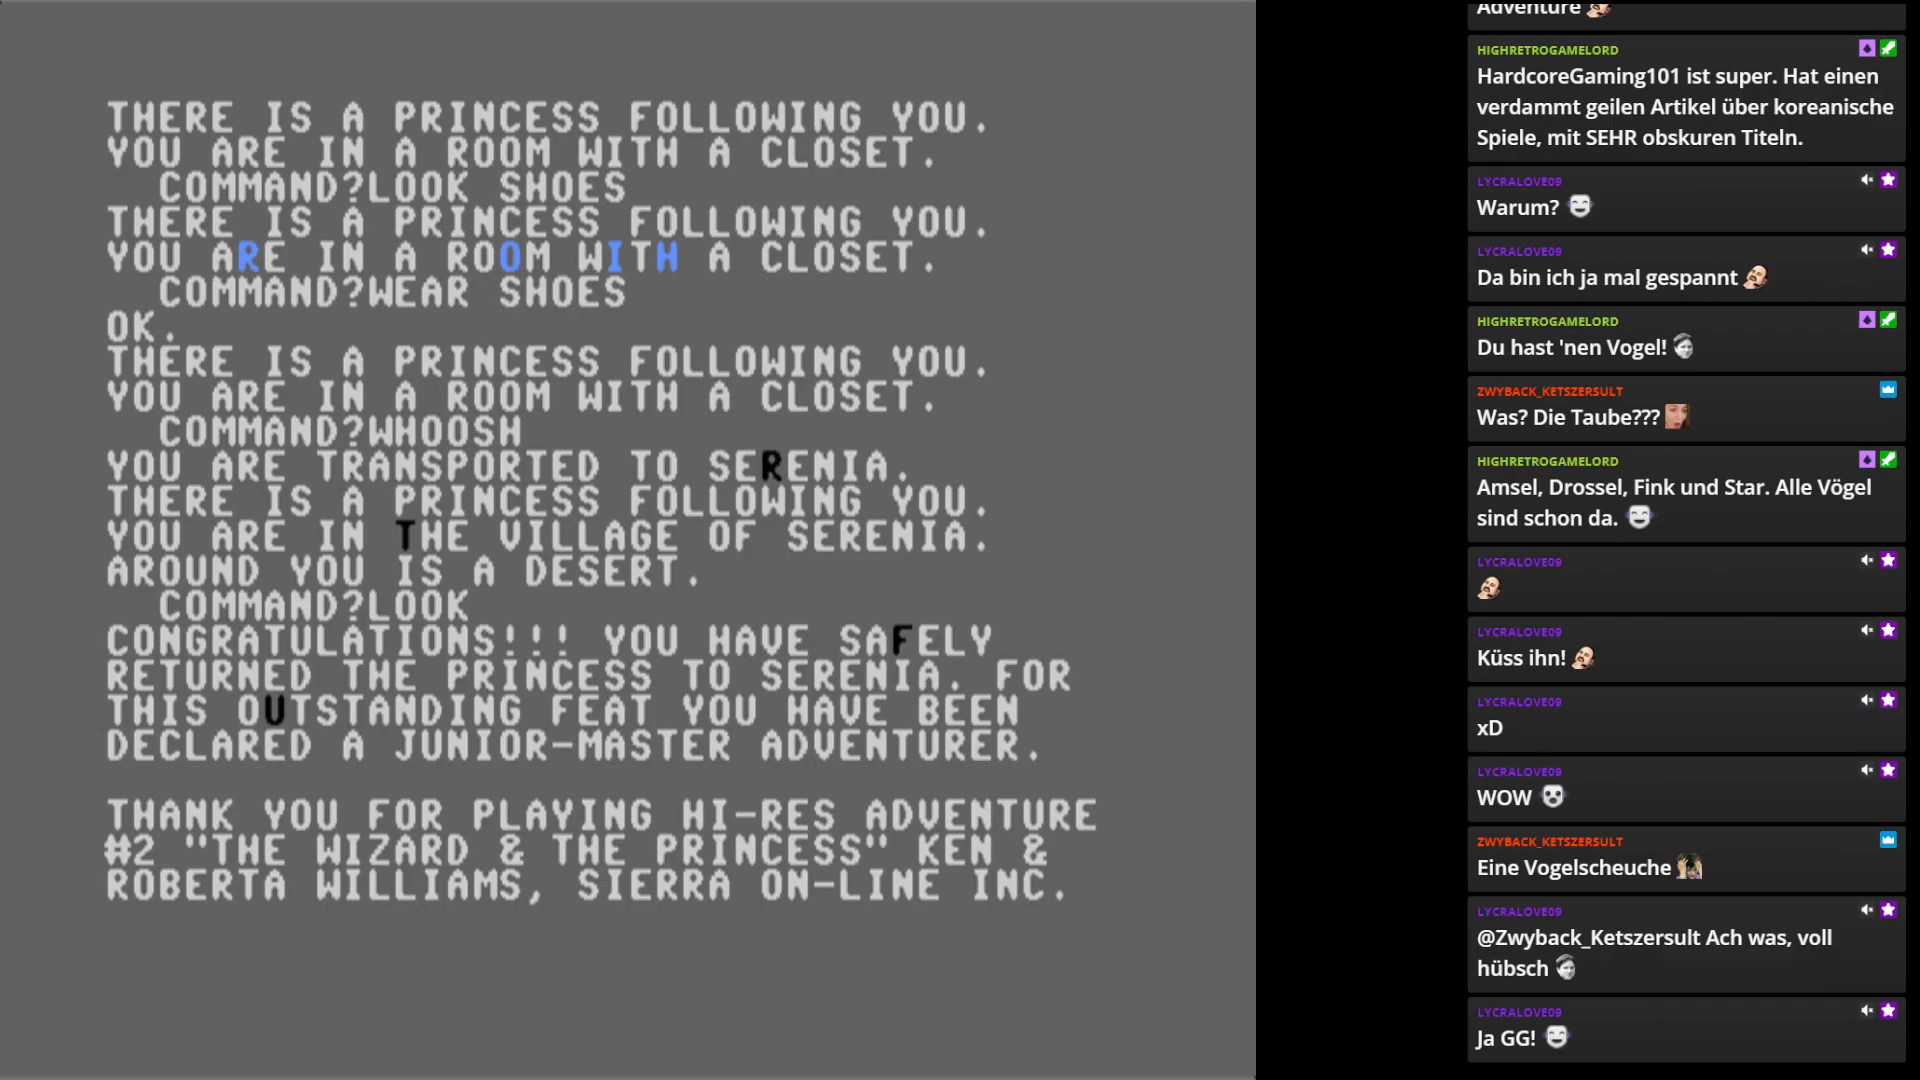 THERE IS A PRINCESS FOLLOWING YOU.
YOU ARE IN A ROOM WITH A CLOSET.
COMMAND?LOOK SHOES
THERE IS A PRINCESS FOLLOWING YOU.
YOU ARE IN A ROOM WITH A CLOSET.
COMMAND?WEAR SHOES
OK.
THERE IS A PRINCESS FOLLOWING YOU.
YOU ARE IN A ROOM WITH A CLOSET.
COMMAND?WHOOSH
YOU ARE TRANSPORTED TO SERENIA.
THERE IS A PRINCESS FOLLOWING YOU.
YOU ARE IN THE VILLAGE OF SERENIA.
AROUND YOU IS A DESERT.
COMMAND?LOOK
CONGRATULATIONS!!! YOU HAVE SAFELY
RETURNED THE PRINCESS TO SERENIA. FOR
THIS OUTSTANDING FEAT YOU HAVE BEEN
DECLARED A JUNIOR-MASTER ADVENTURER.
THANK YOU FOR PLAYING HI-RES ADVENTURE
#2 "THE WIZARD & THE PRINCESS" KEN &
ROBERTA WILLIAMS, SIERRA ON-LINE INC.
Adventure
HIGHRETROGAMELORD
HardcoreGaming101 ist super. Hat einen
verdammt geilen Artikel über koreanische
Spiele, mit SEHR obskuren Titeln.
LYCRALOVE09
Warum?
LYCRALOVE09
Da bin ich ja mal gespannt
HIGHRETROGAMELORD
Du hast 'nen Vogel!
ZWYBACK_KETSZERSULT
Was? Die Taube???
HIGHRETROGAMELORD
Amsel, Drossel, Fink und Star. Alle Vögel
sind schon da.
LYCRALOVE09
LYCRALOVE09
Küss ihn!
LYCRALOVE09
xD
LYCRALOVE09
WOW
ZWYBACK_KETSZERSULT
Eine Vogelscheuche
LYCRALOVE09
@Zwyback_Ketszersult Ach was, voll
hübsch
LYCRALOVE09
Ja GG!